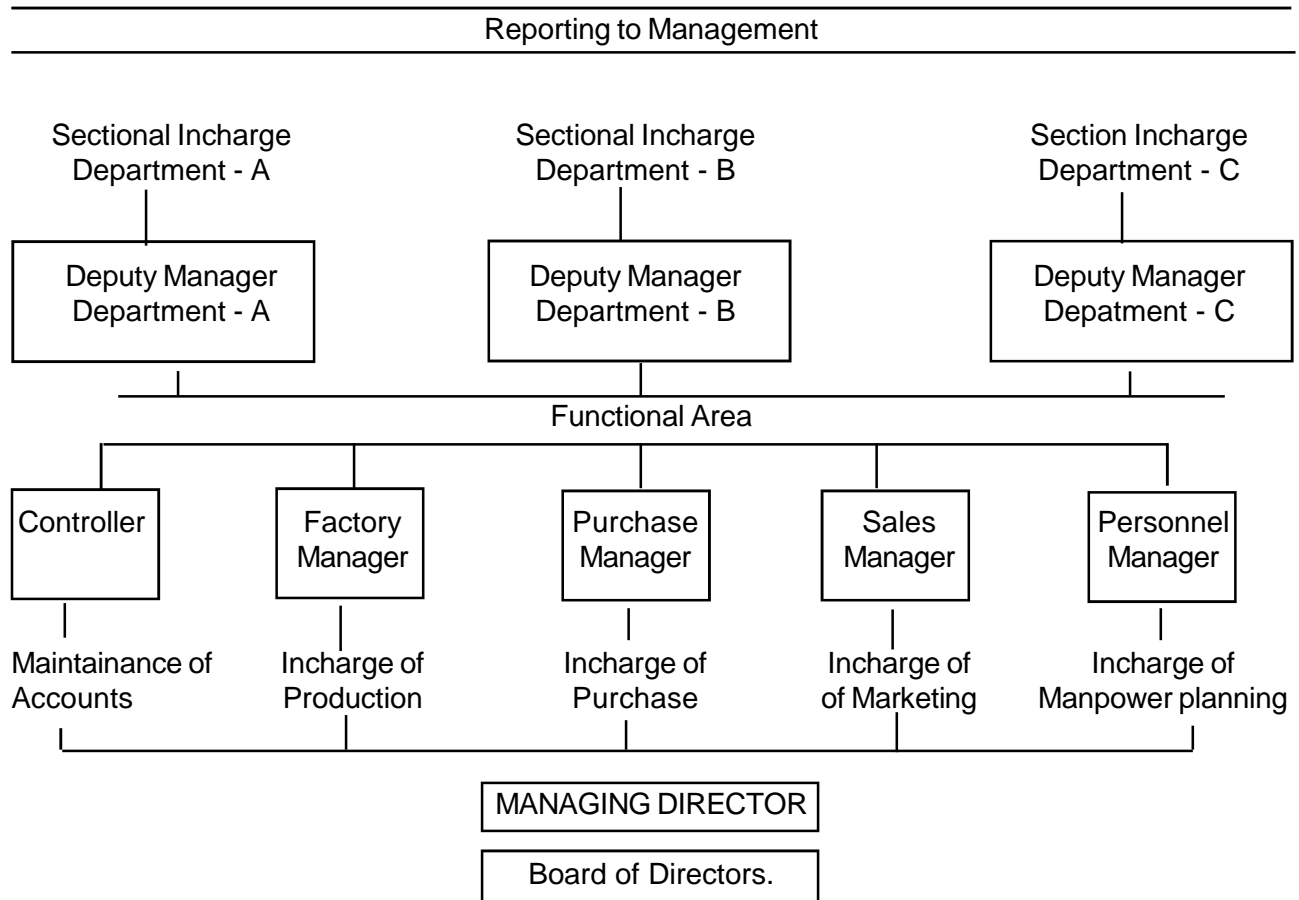 Reporting to Management
Sectional Incharge
Department - A
Sectional Incharge
Department - B
Section Incharge
Department - C
Deputy Manager
Department - A
Deputy Manager
Department - B
Deputy Manager
Depatment - C
Functional Area
Controller
Factory
Manager
Purchase
Manager
Sales
Manager
Personnel
Manager
Maintainance of
Accounts
Incharge of
Production
Incharge of
Purchase
Incharge of
of Marketing
Incharge of
Manpower planning
MANAGING DIRECTOR
Board of Directors.